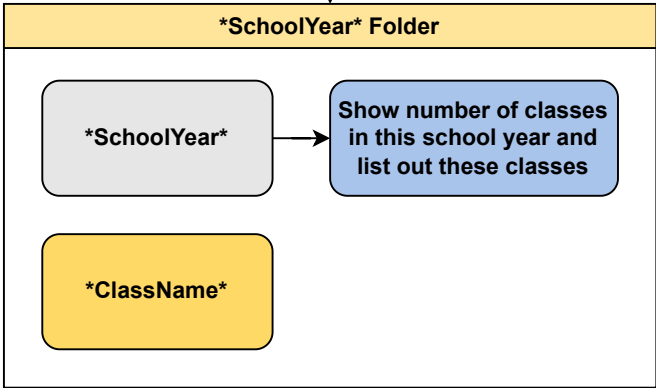 *SchoolYear* Folder
*SchoolYear*
Show number of classes
in this school year and
list out these classes
*ClassName*